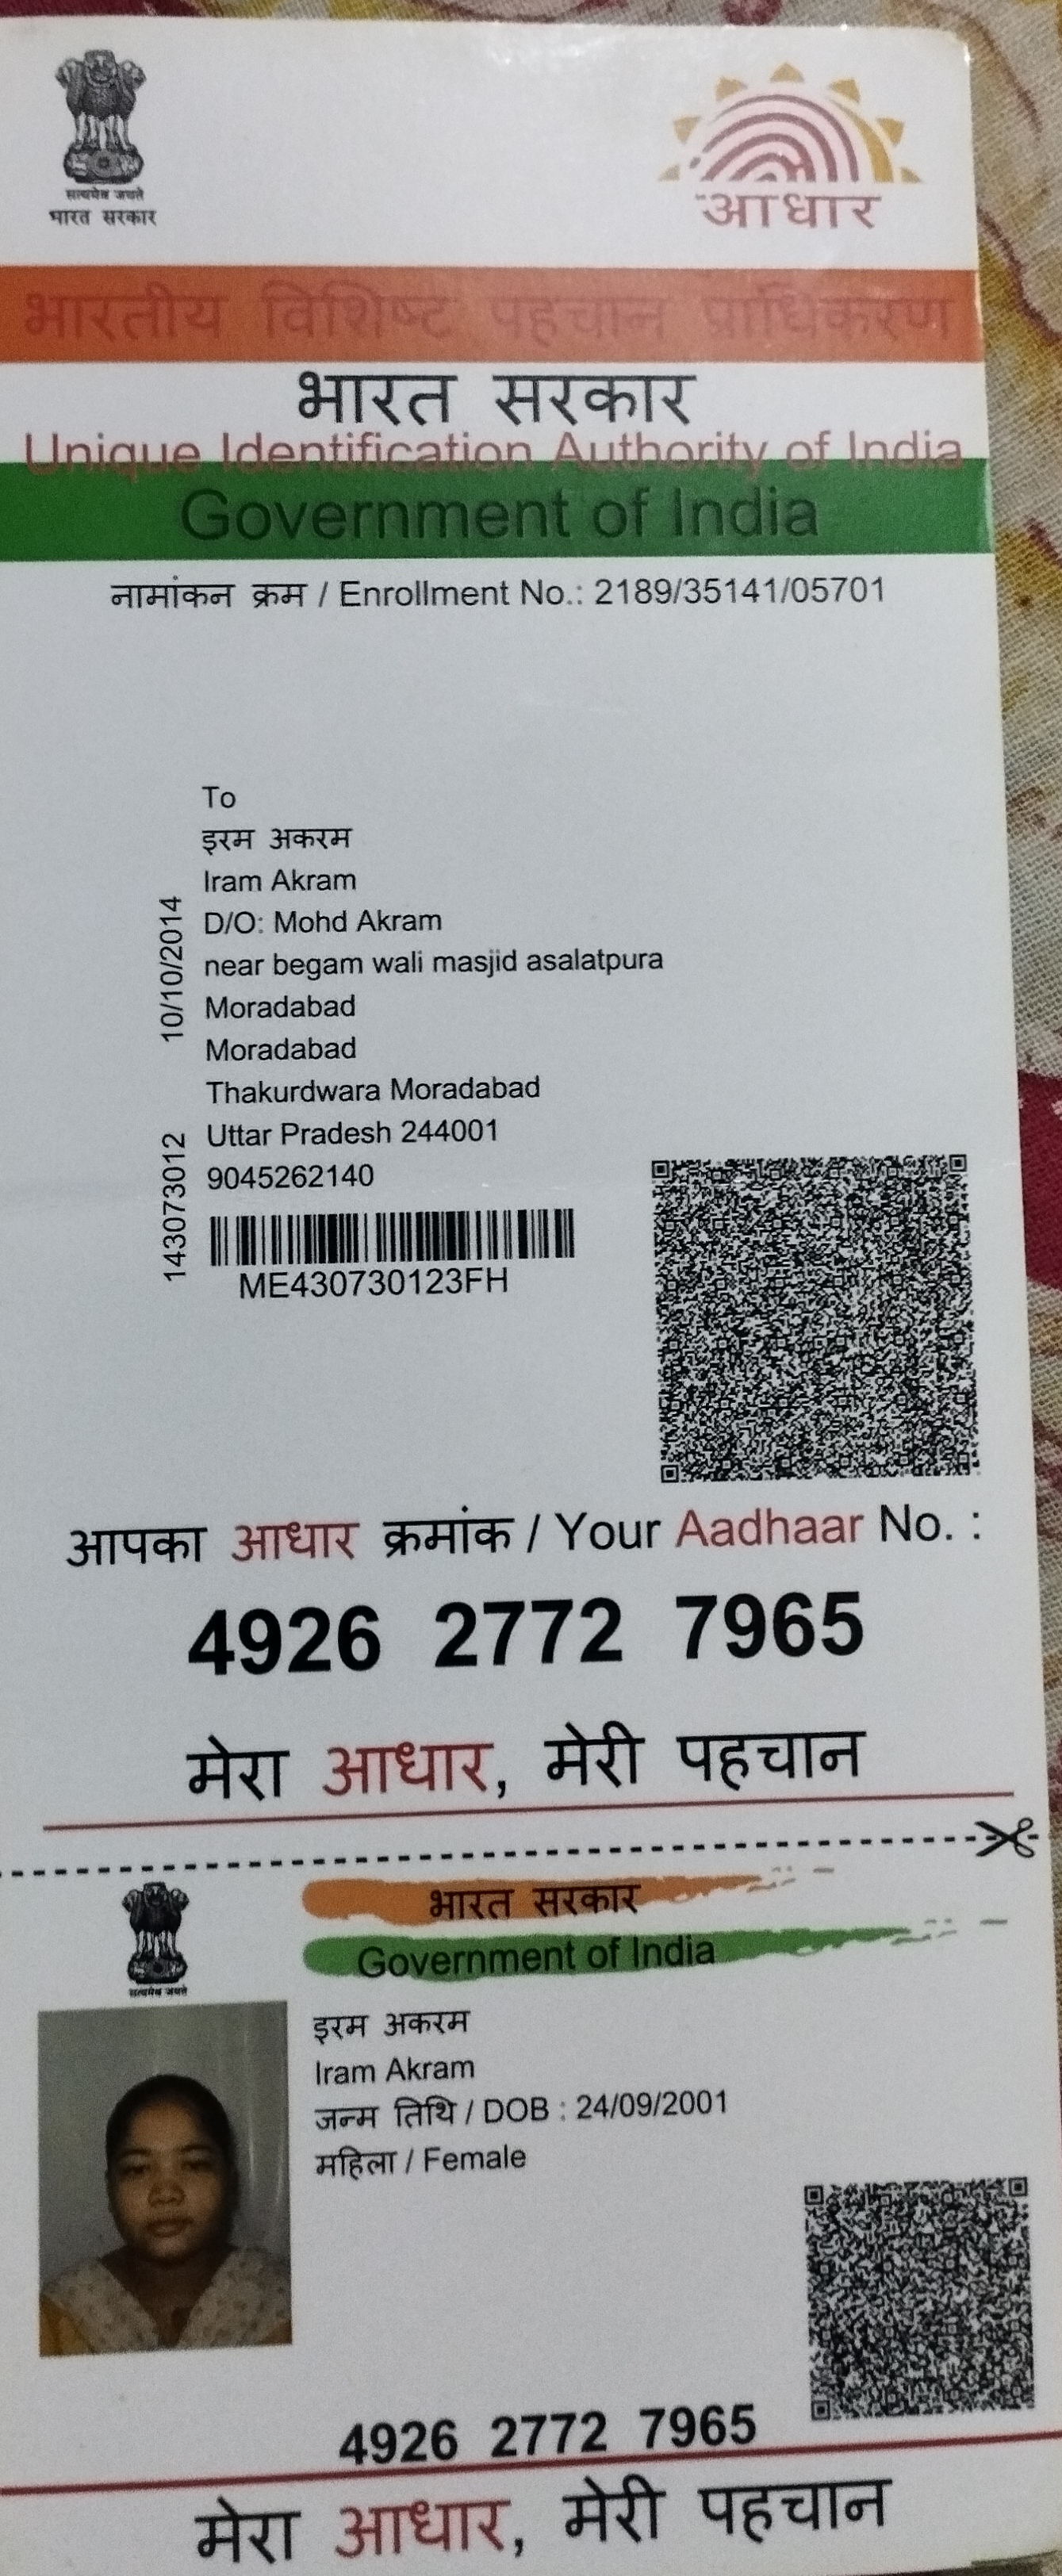 सत्यमेव जयते
भारत सरकार
आधार
भारतीय विशिष्ट पहचान प्राधिकरण
भारत सरकार
Unique Identification Authority of India
Government of India
नामांकन क्रम / Enrollment No.: 2189/35141/05701
To
इरम अकरम
Iram Akram
D/O: Mohd Akram
near begam wali masjid asalatpura
Moradabad
Moradabad
Thakurdwara Moradabad
Uttar Pradesh 244001
9045262140
10/10/2014
143073012
ME430730123FH
आपका आधार क्रमांक / Your Aadhaar No. :
4926 2772 7965
मेरा आधार, मेरी पहचान
भारत सरकार
Government of India
सत्यमेव जयते
इरम अकरम
Iram Akram
जन्म तिथि / DOB : 24/09/2001
महिला / Female
4926 2772 7965
मेरा आधार, मेरी पहचान